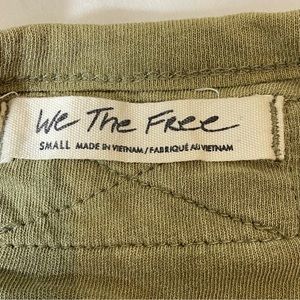 We The Free
SMALL MADE IN VIETNAM / FABRIQUÉ AU VIETNAM